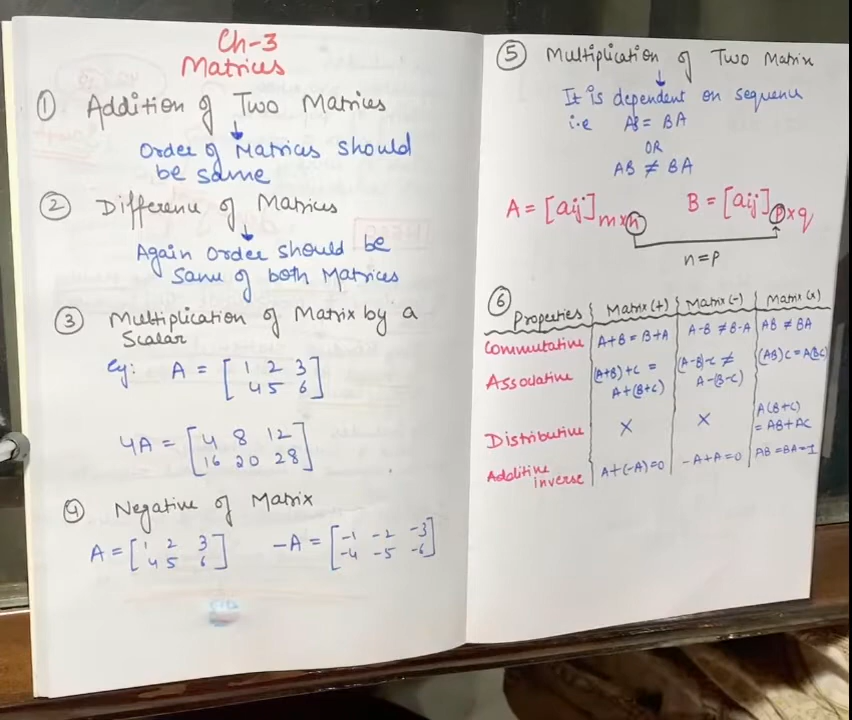 Ch-3
Matrices
① Addition of Two Matrices
↓
Order of Matrices should
be same
② Difference of Matrices
↓
Again order should be
same of both Matrices
③ Multiplication of Matrix by a
Scalar
eg: A = [1 2 3
4 5 6]
4A = [4 8 12
16 20 28]
④ Negative of Matrix
A = [1 2 3
4 5 6] -A = [-1 -2 -3
-4 -5 -6]
⑤ Multiplication of Two Matrix
↓
It is dependent on sequence
i.e AB = BA
OR
AB ≠ BA
A = [aij] m×n B = [aij] p×q
n=p
⑥ Properties Matrix (+) Matrix (-) Matrix (x)
Commutative A+B = B+A A-B ≠ B-A AB ≠ BA
Associative (A+B)+C = (A-B)-C ≠ (AB)C = A(BC)
A+(B+C) A-(B-C)
Distributive × × A(B+C)
= AB+AC
Additive A+(-A)=0 -A+A=0 AB=BA=1
inverse